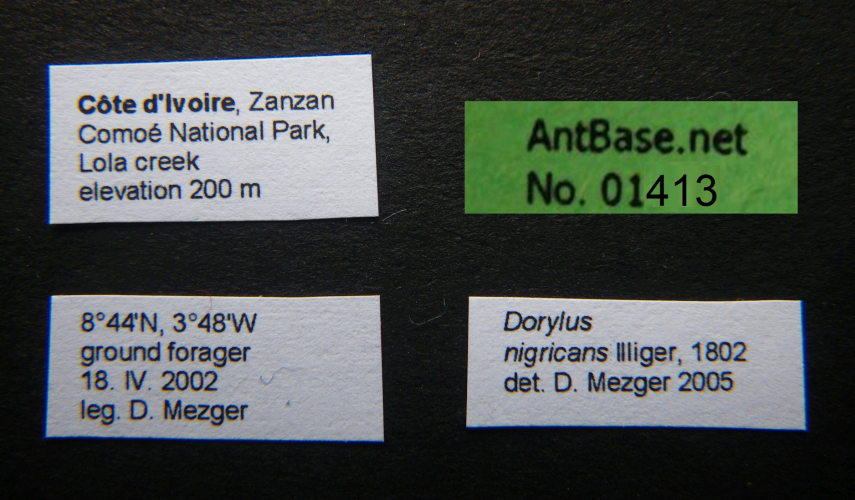 Côte d'Ivoire, Zanzan
Comoé National Park,
Lola creek
elevation 200 m
AntBase.net
No. 01413
8°44'N, 3°48'W
ground forager
18. IV. 2002
leg. D. Mezger
Dorylus
nigricans Illiger, 1802
det. D. Mezger 2005